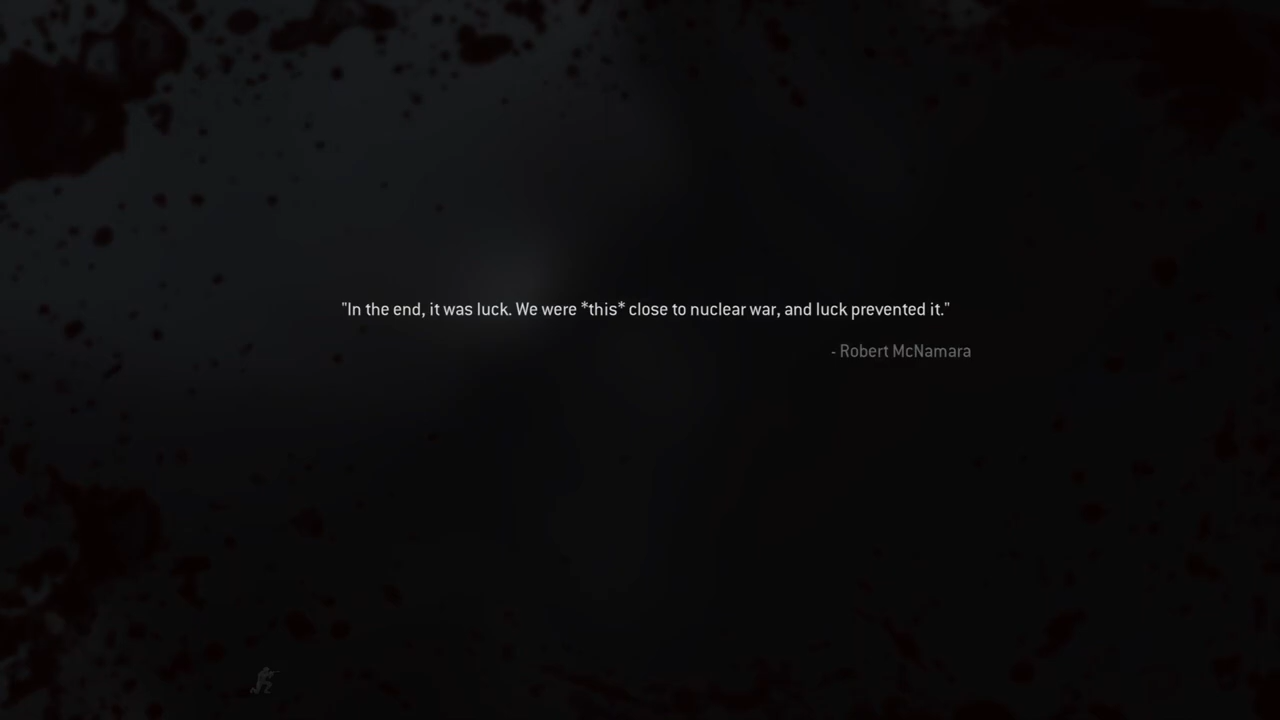 "In the end, it was luck. We were *this* close to nuclear war, and luck prevented it."
- Robert McNamara